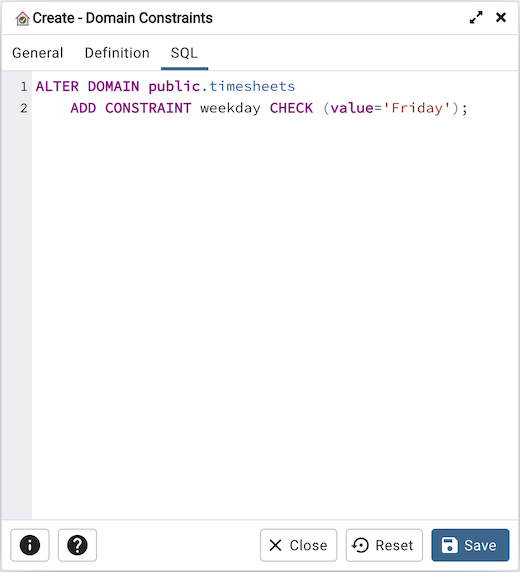 Create - Domain Constraints
General Definition SQL
1 ALTER DOMAIN public.timesheets
2     ADD CONSTRAINT weekday CHECK (value='Friday');
Close Reset Save